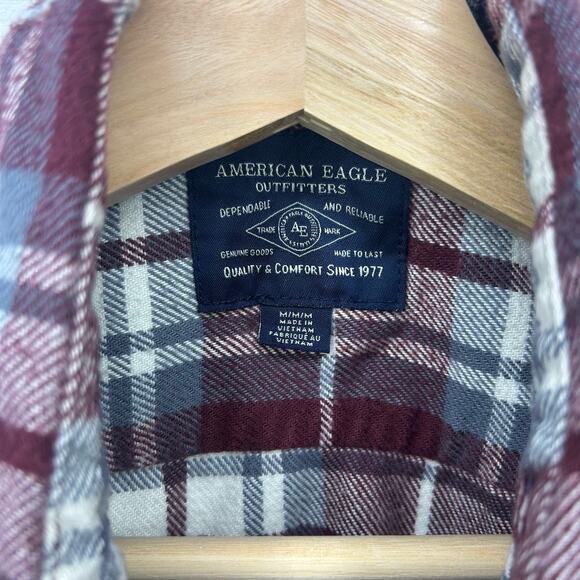 AMERICAN EAGLE
OUTFITTERS
DEPENDABLE AND RELIABLE
TRADE AE MARK
GENUINE GOODS MADE TO LAST
QUALITY & COMFORT SINCE 1977
M/M/M
MADE IN
VIETNAM
FABRIQUÉ AU
VIETNAM